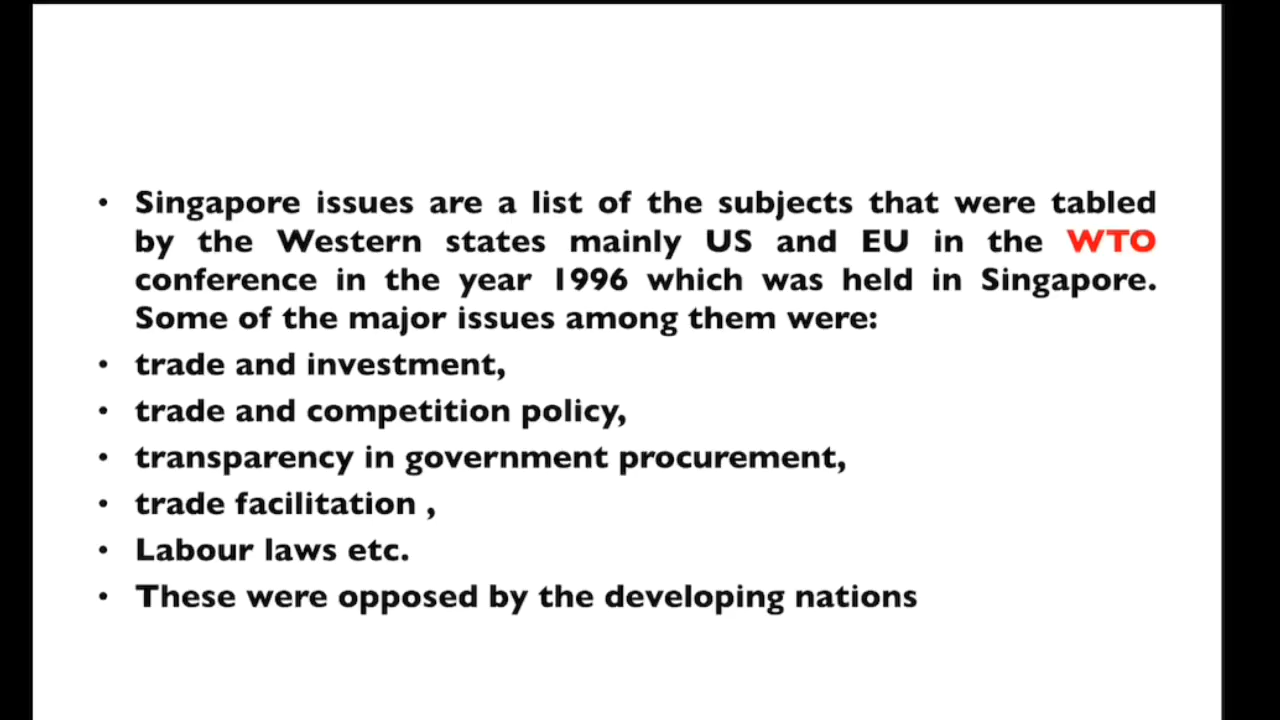 • Singapore issues are a list of the subjects that were tabled
by the Western states mainly US and EU in the WTO
conference in the year 1996 which was held in Singapore.
Some of the major issues among them were:
• trade and investment,
• trade and competition policy,
• transparency in government procurement,
• trade facilitation ,
• Labour laws etc.
• These were opposed by the developing nations